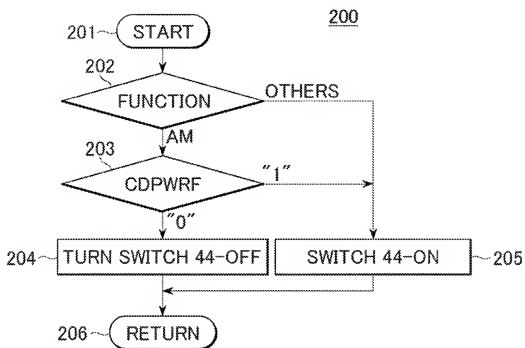 200
201 START
202
FUNCTION OTHERS
AM
203
CDPWRF "1"
"0"
204 TURN SWITCH 44-OFF SWITCH 44-ON 205
206 RETURN